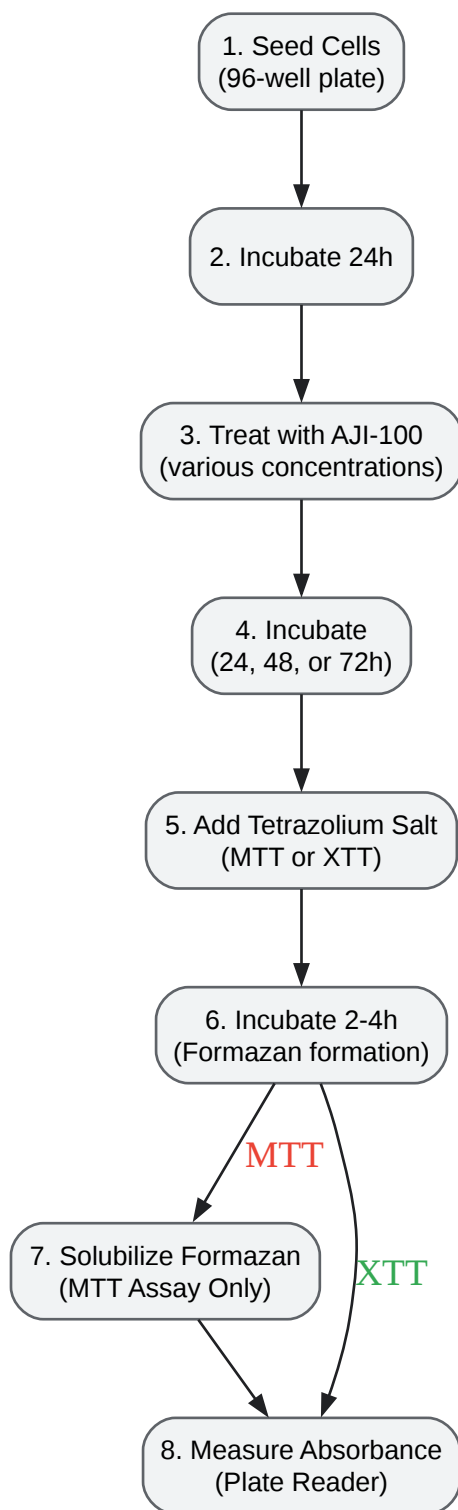 1. Seed Cells
(96-well plate)
2. Incubate 24h
3. Treat with AJI-100
(various concentrations)
4. Incubate
(24, 48, or 72h)
5. Add Tetrazolium Salt
(MTT or XTT)
6. Incubate 2-4h
(Formazan formation)
MTT
7. Solubilize Formazan
(MTT Assay Only)
XTT
8. Measure Absorbance
(Plate Reader)